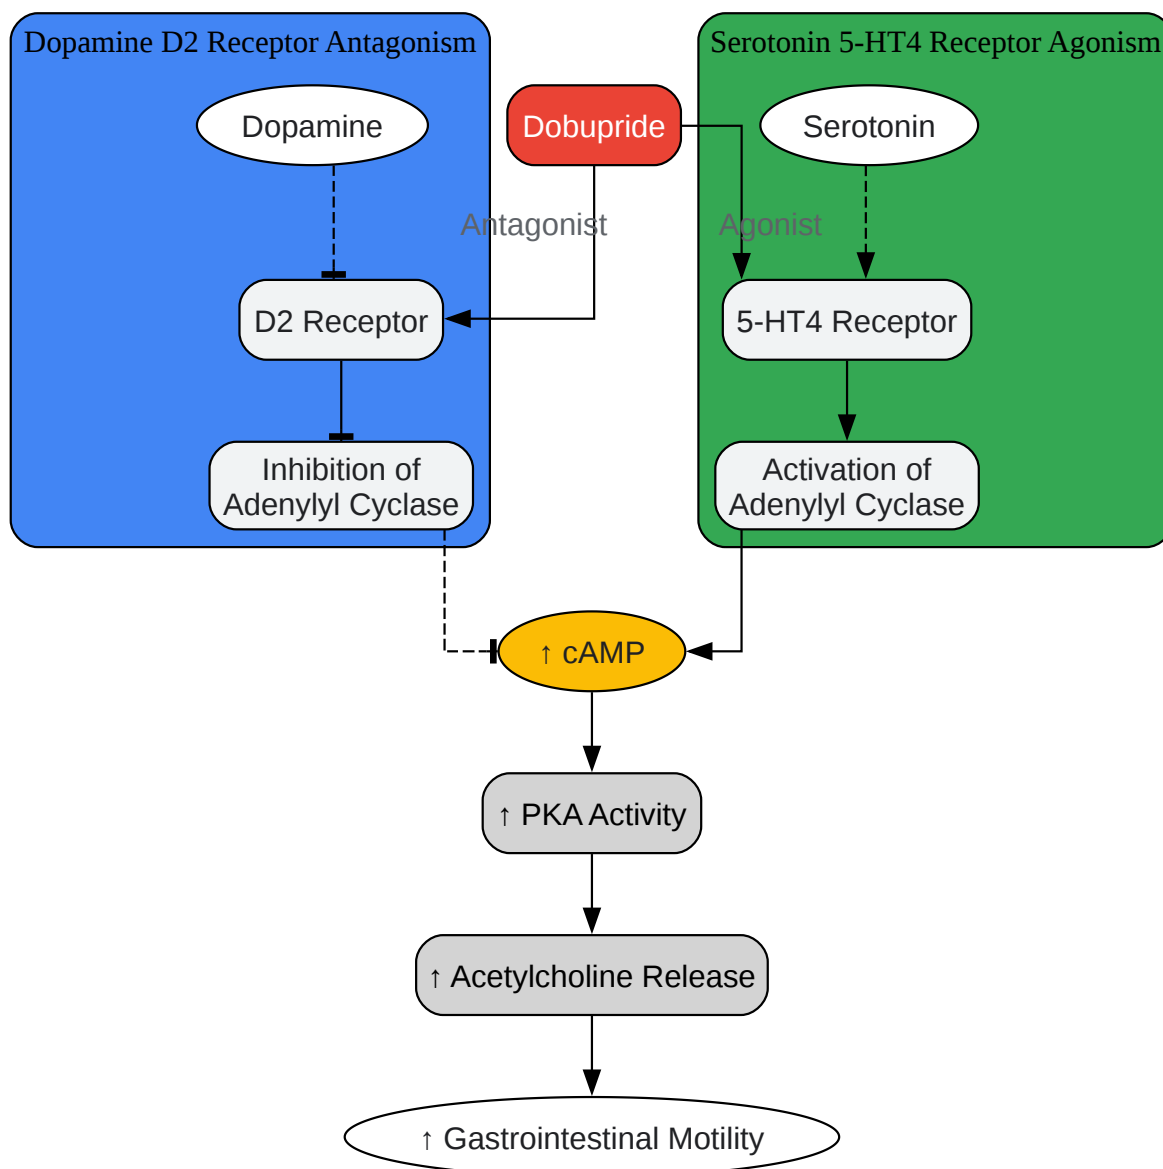 Dopamine D2 Receptor Antagonism
Serotonin 5-HT4 Receptor Agonism
Dopamine
Dobupride
Serotonin
Antagonist
Agonist
D2 Receptor
5-HT4 Receptor
Inhibition of
Adenylyl Cyclase
Activation of
Adenylyl Cyclase
↑ cAMP
↑ PKA Activity
↑ Acetylcholine Release
↑ Gastrointestinal Motility